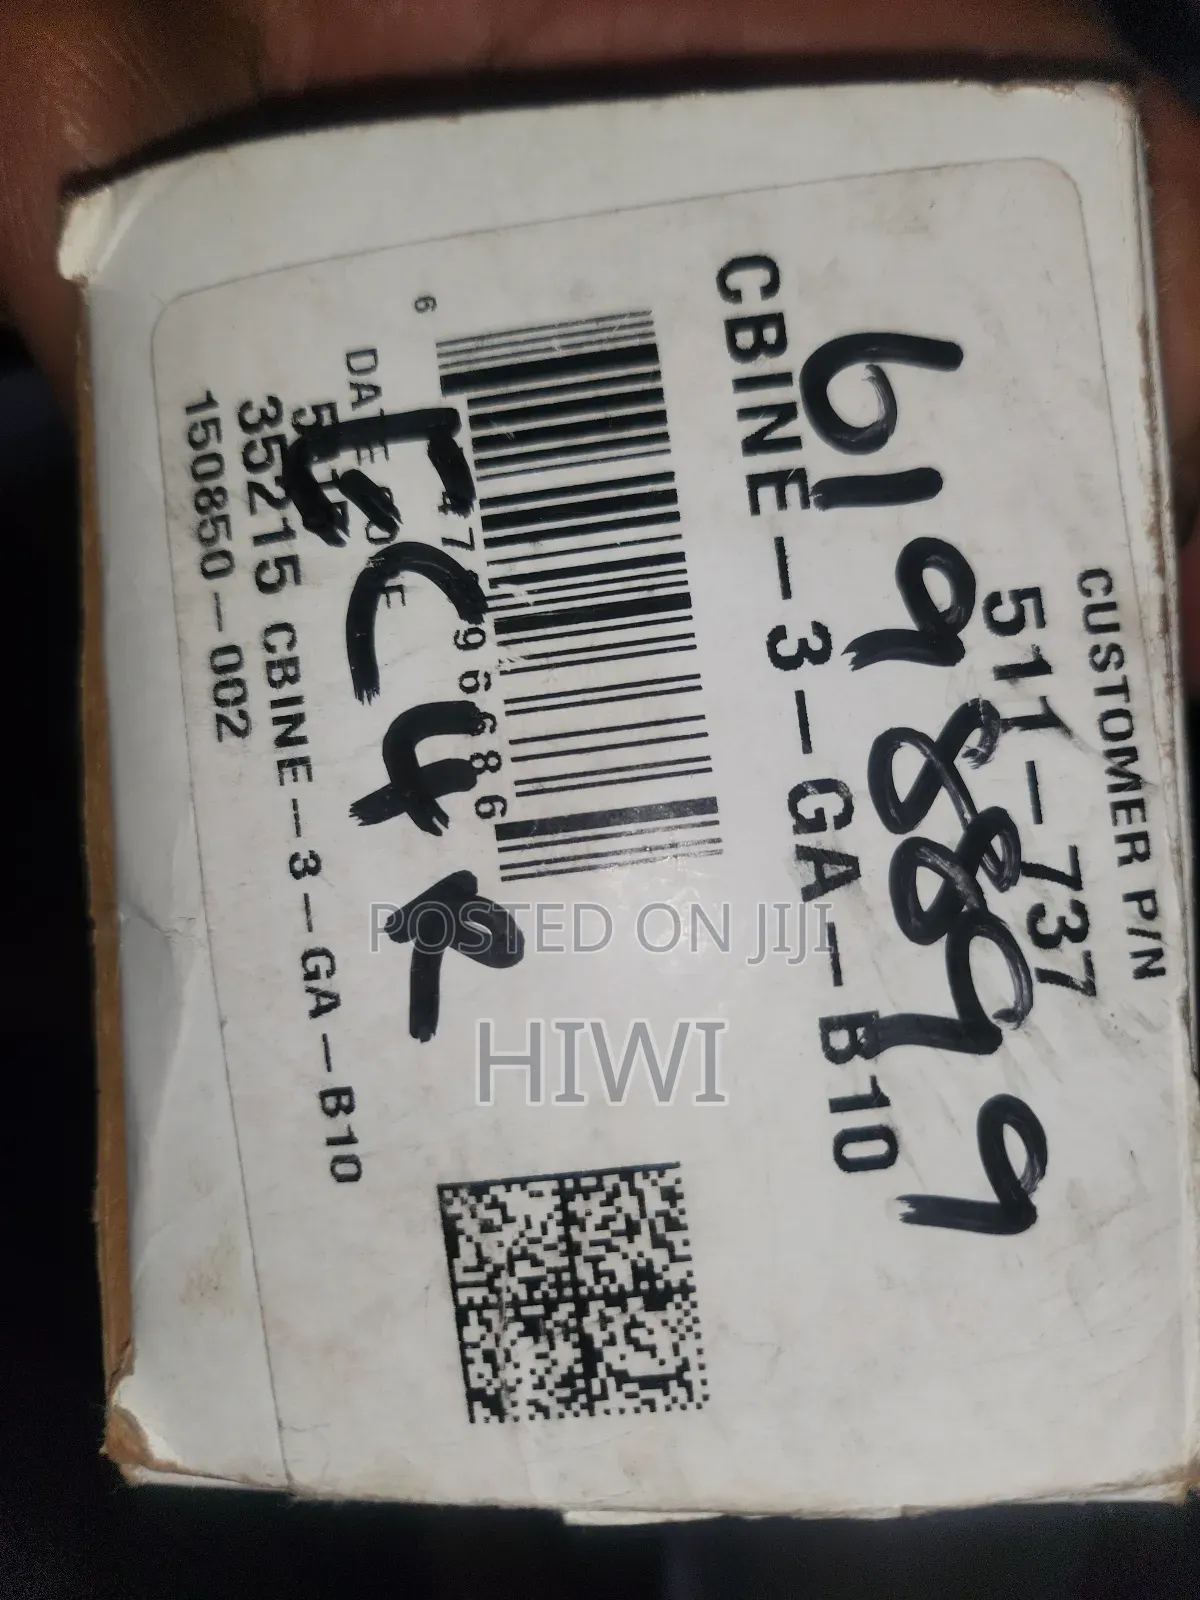 CUSTOMER P/N
511-737
6198899
CBINE-3-GA-B10
DATE CODE
35215 CBINE-3-GA-B10
150850-002
POSTED ON JIJI
HIWI